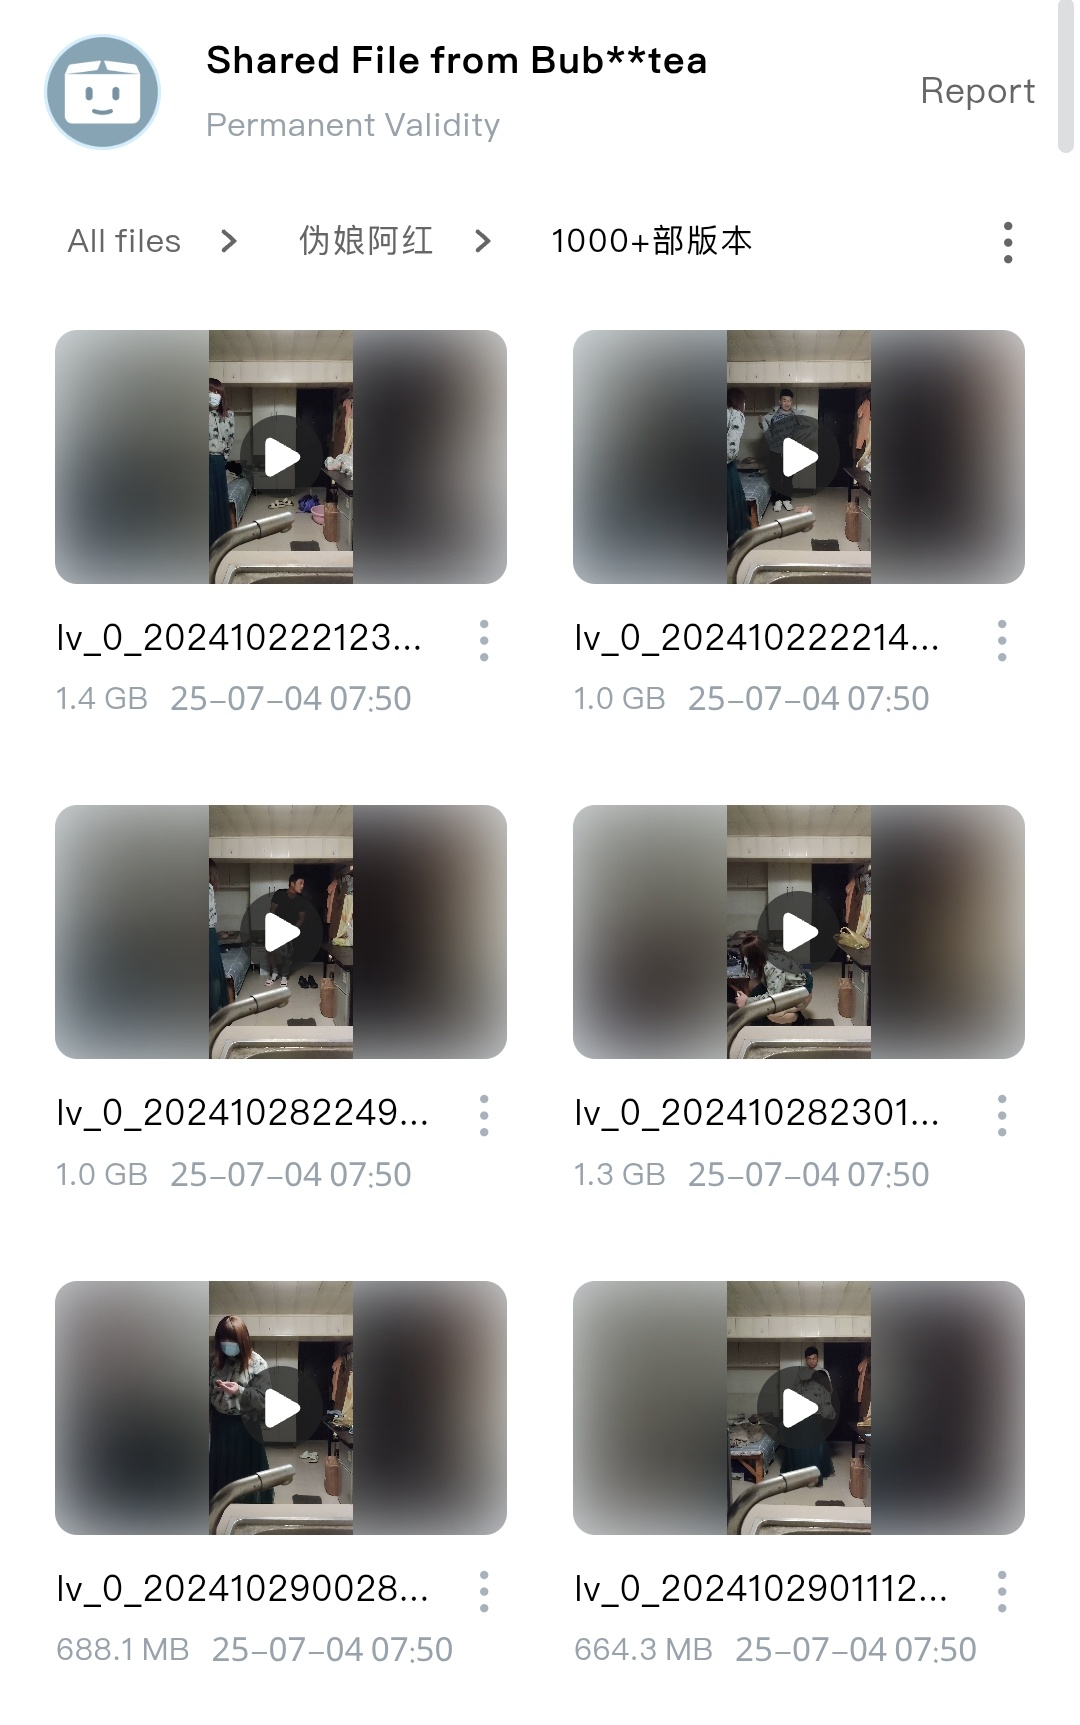 Shared File from Bub**tea
Permanent Validity
Report
All files > 伪娘阿红 > 1000+部版本
lv_0_202410222123...
1.4 GB 25-07-04 07:50
lv_0_202410222214...
1.0 GB 25-07-04 07:50
lv_0_202410282249...
1.0 GB 25-07-04 07:50
lv_0_202410282301...
1.3 GB 25-07-04 07:50
lv_0_202410290028...
688.1 MB 25-07-04 07:50
lv_0_2024102901112...
664.3 MB 25-07-04 07:50